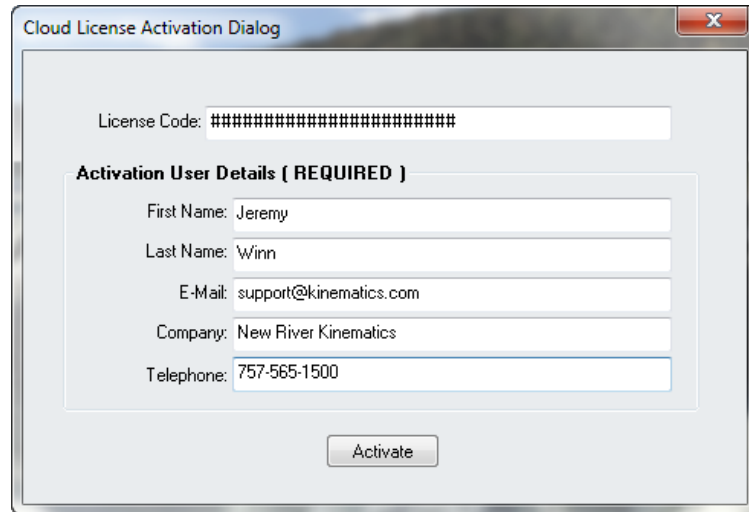 Cloud License Activation Dialog
License Code: #######################
Activation User Details ( REQUIRED )
First Name: Jeremy
Last Name: Winn
E-Mail: support@kinematics.com
Company: New River Kinematics
Telephone: 757-565-1500
Activate